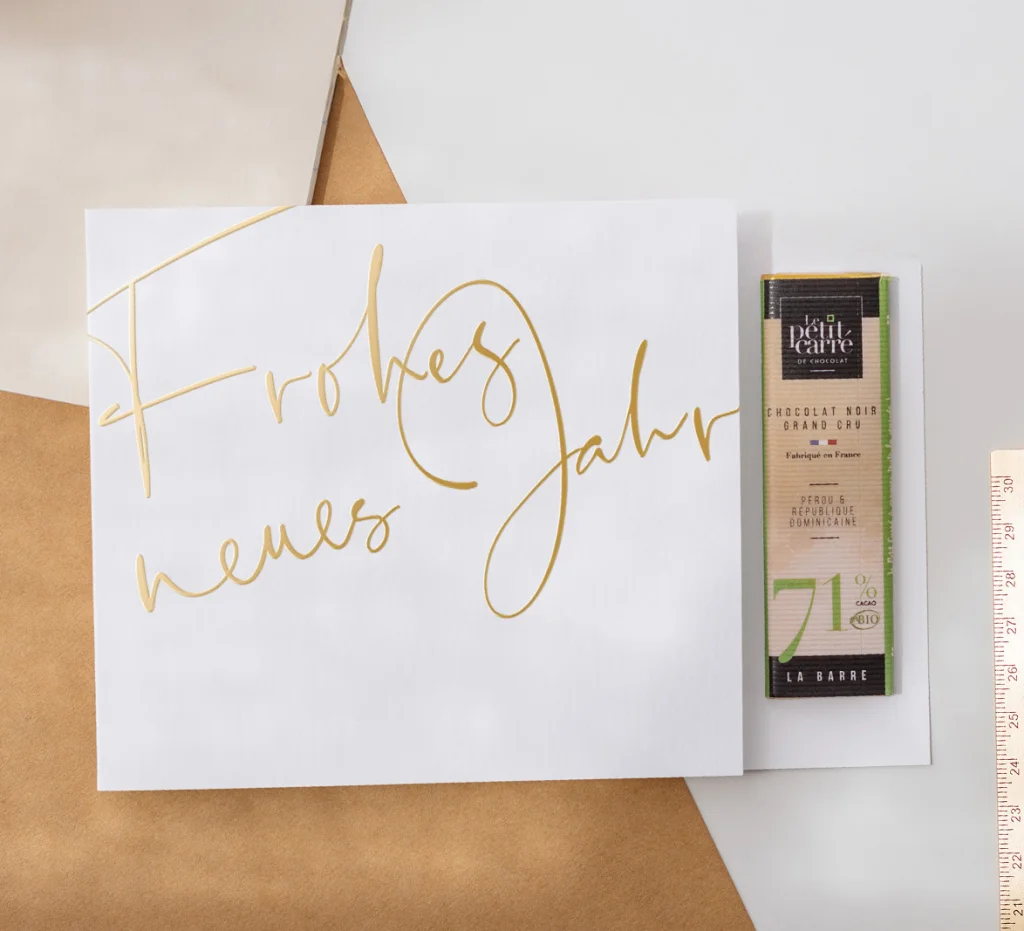 Frohes
neues Jahr
Le
petit
carré
DE CHOCOLAT
CHOCOLAT NOIR
GRAND CRU
Fabriqué en France
PEROU &
REPUBLIQUE
DOMINICAINE
71%
CACAO
BIO
LA BARRE
30
29
28
27
26
25
24
23
22
21